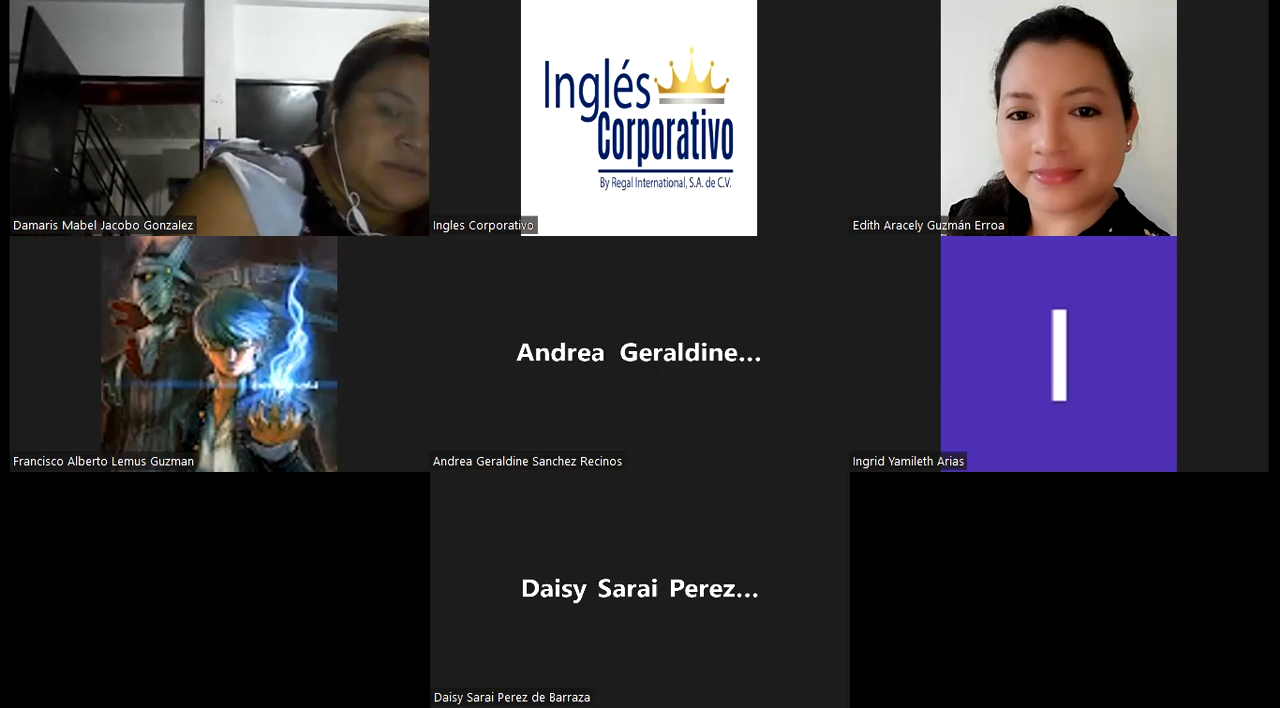 Inglés
Corporativo
By Regal International, S.A. de C.V.
Damaris Mabel Jacobo Gonzalez
Ingles Corporativo
Edith Aracely Guzmán Erroa
Andrea Geraldine...
I
Francisco Alberto Lemus Guzman
Andrea Geraldine Sanchez Recinos
Ingrid Yamileth Arias
Daisy Sarai Perez...
Daisy Sarai Perez de Barraza